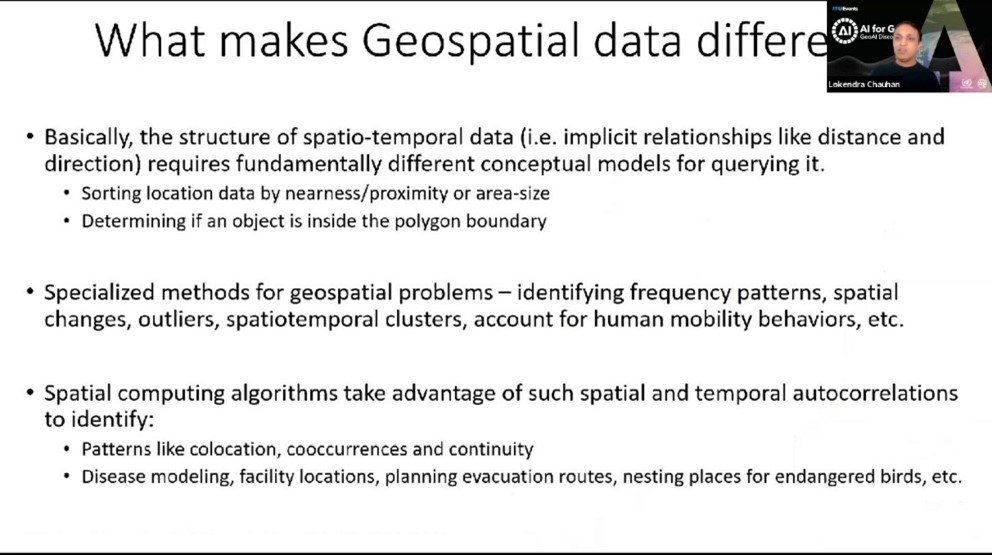 What makes Geospatial data differe
ITU Events
AI
AI for G
GeoAI Disc
Lokendra Chauhan
• Basically, the structure of spatio-temporal data (i.e. implicit relationships like distance and
direction) requires fundamentally different conceptual models for querying it.
• Sorting location data by nearness/proximity or area-size
• Determining if an object is inside the polygon boundary
• Specialized methods for geospatial problems – identifying frequency patterns, spatial
changes, outliers, spatiotemporal clusters, account for human mobility behaviors, etc.
• Spatial computing algorithms take advantage of such spatial and temporal autocorrelations
to identify:
• Patterns like colocation, cooccurrences and continuity
• Disease modeling, facility locations, planning evacuation routes, nesting places for endangered birds, etc.